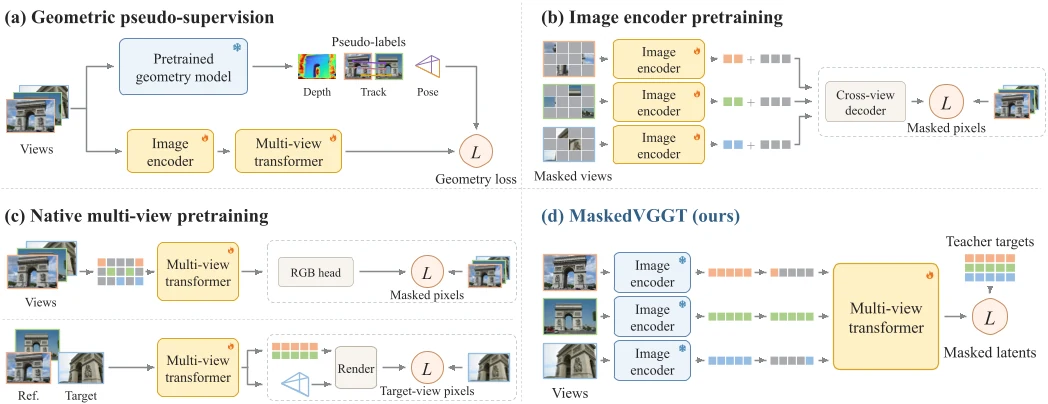 (a) Geometric pseudo-supervision
Pretrained
geometry model
Pseudo-labels
Depth
Track
Pose
Views
Image
encoder
Multi-view
transformer
L
Geometry loss
(b) Image encoder pretraining
Image
encoder
+
Image
encoder
+
Image
encoder
+
Masked views
Cross-view
decoder
L
Masked pixels
(c) Native multi-view pretraining
Views
Multi-view
transformer
RGB head
L
Masked pixels
Ref.
Target
Multi-view
transformer
Render
L
Target-view pixels
(d) MaskedVGGT (ours)
Image
encoder
Image
encoder
Image
encoder
Views
Multi-view
transformer
Teacher targets
L
Masked latents